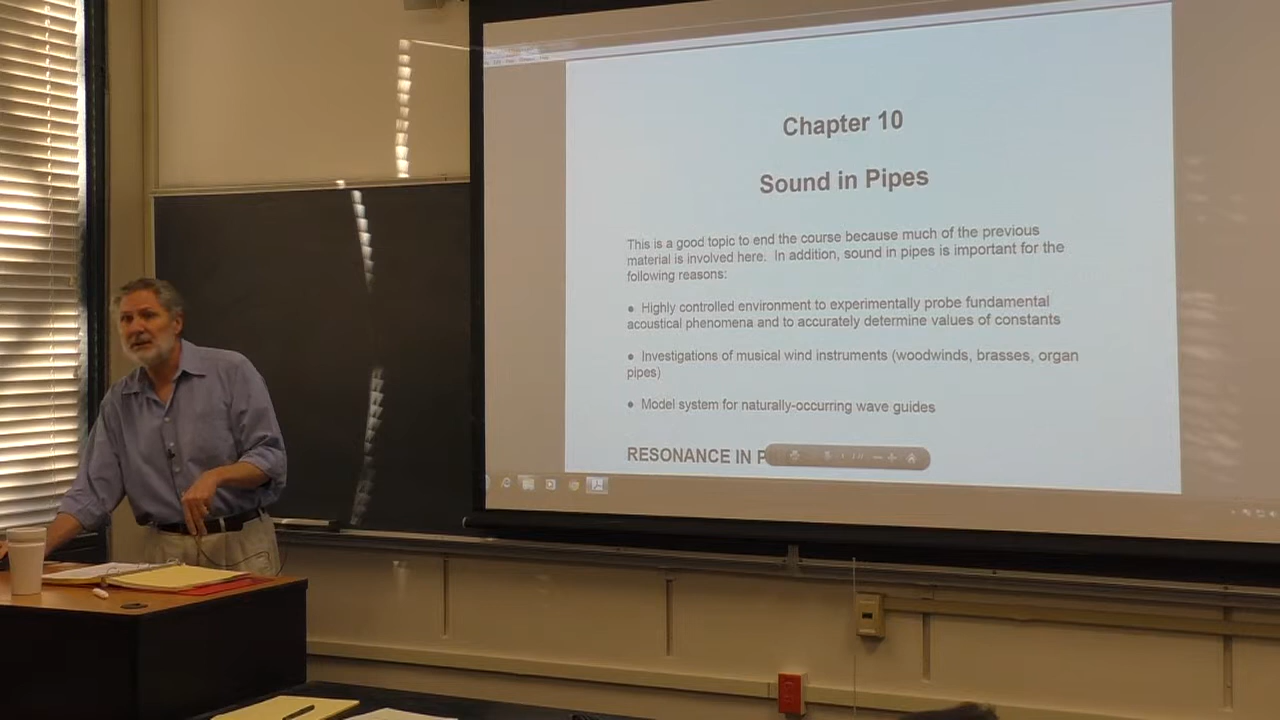 Chapter 10
Sound in Pipes
This is a good topic to end the course because much of the previous
material is involved here. In addition, sound in pipes is important for the
following reasons:
● Highly controlled environment to experimentally probe fundamental
acoustical phenomena and to accurately determine values of constants
● Investigations of musical wind instruments (woodwinds, brasses, organ
pipes)
● Model system for naturally-occurring wave guides
RESONANCE IN